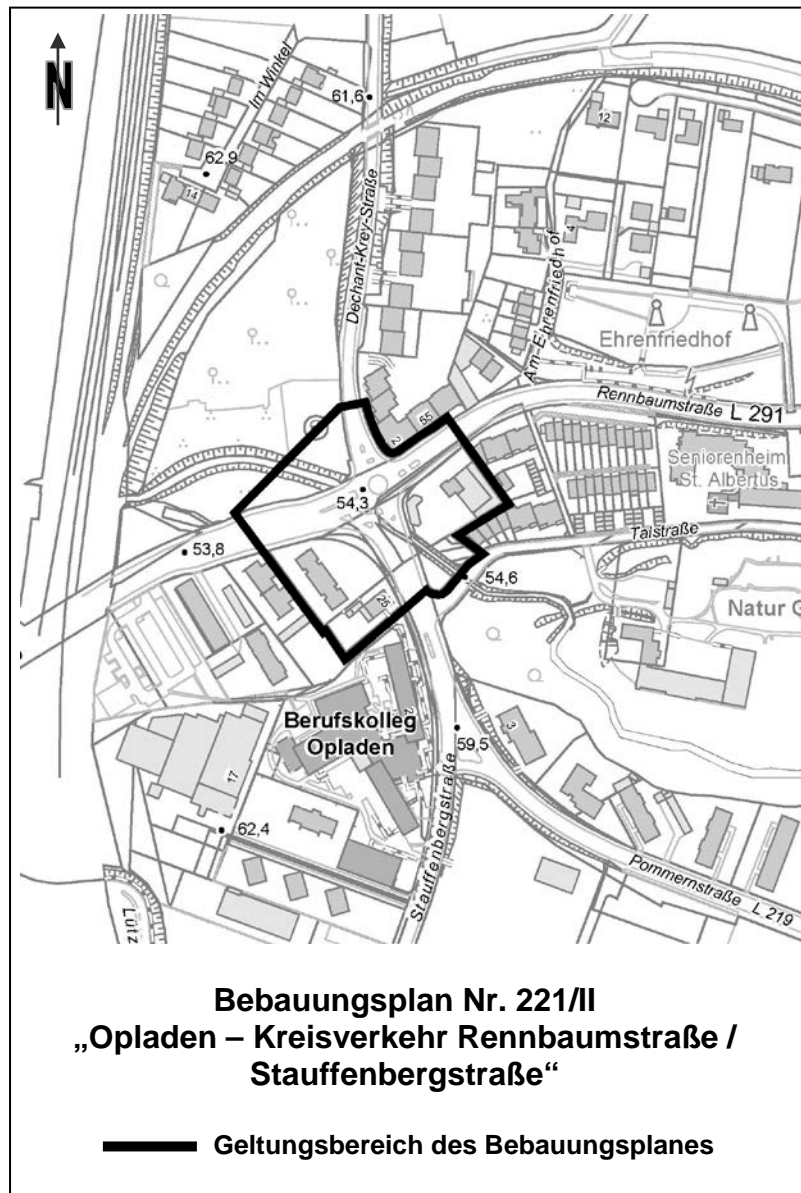 N
Im Winkel
61,6
62,9
14
12
4
Dechant-Krey-Straße
Am-Ehrenfriedhof
Ehrenfriedhof
Rennbaumstraße L 291
55
2
Seniorenheim
St. Albertus
54,3
53,8
Talstraße
54,6
25
Natur G
Berufskolleg
Opladen
17
59,5
3
62,4
Stauffenbergstraße
Pommernstraße L 219
Lütz
Bebauungsplan Nr. 221/II
„Opladen – Kreisverkehr Rennbaumstraße /
Stauffenbergstraße“
Geltungsbereich des Bebauungsplanes